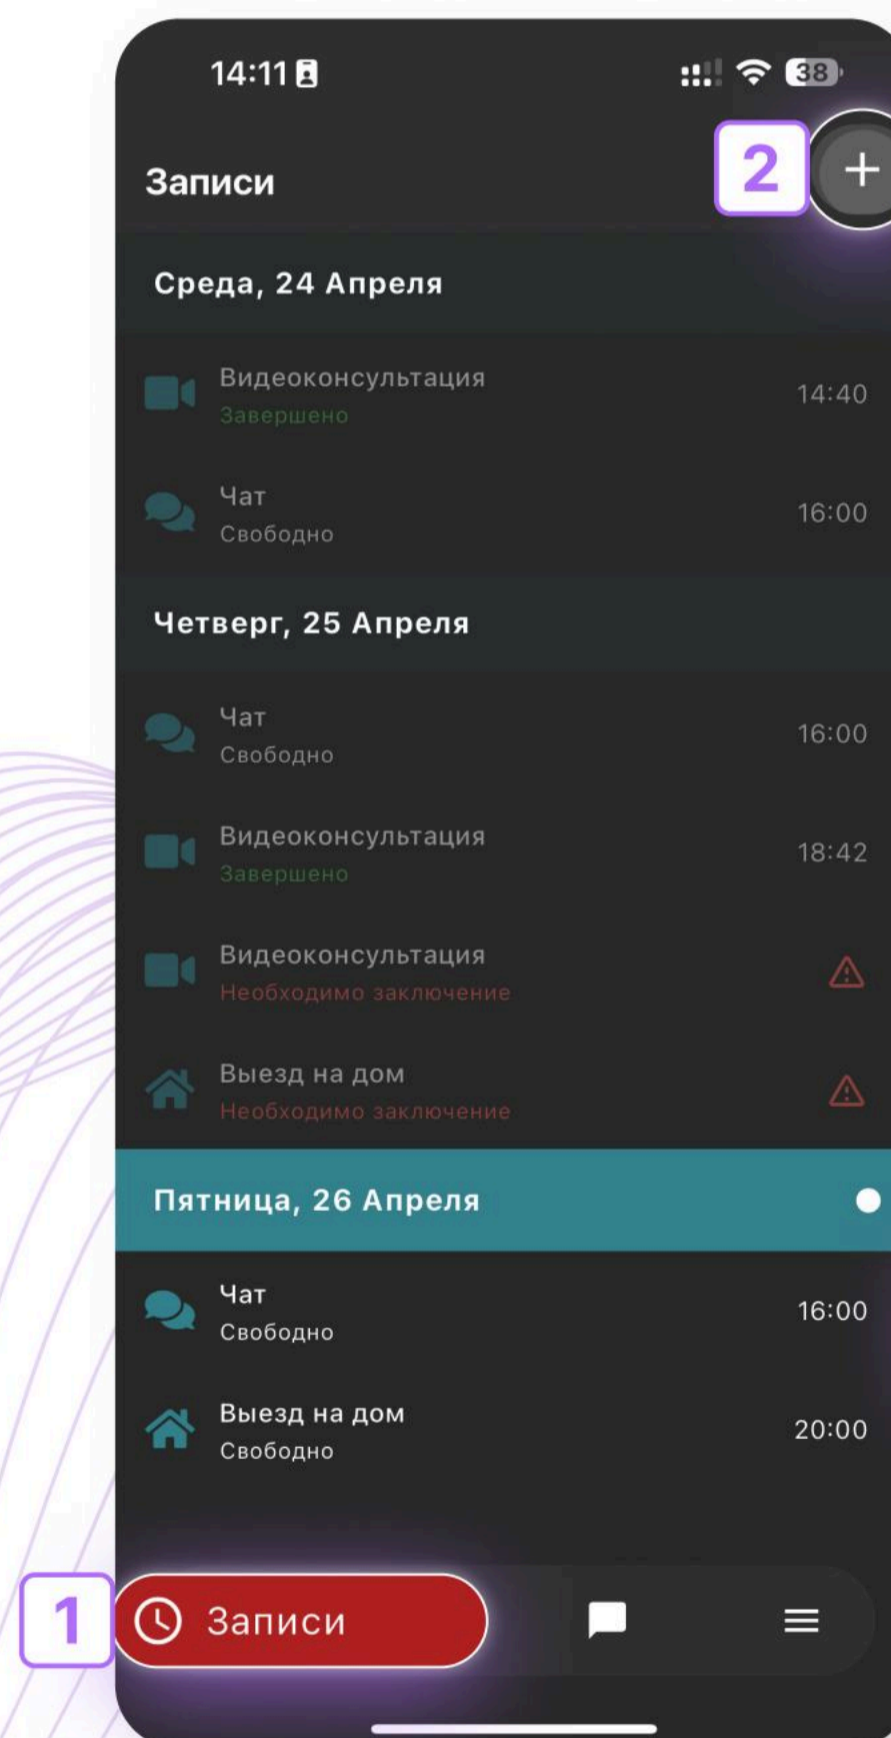 14:11
38
2
Записи
Среда, 24 Апреля
Видеоконсультация
14:40
Завершено
Чат
16:00
Свободно
Четверг, 25 Апреля
Чат
16:00
Свободно
Видеоконсультация
18:42
Завершено
Видеоконсультация
Необходимо заключение
Выезд на дом
Необходимо заключение
Пятница, 26 Апреля
Чат
16:00
Свободно
Выезд на дом
20:00
Свободно
1
Записи